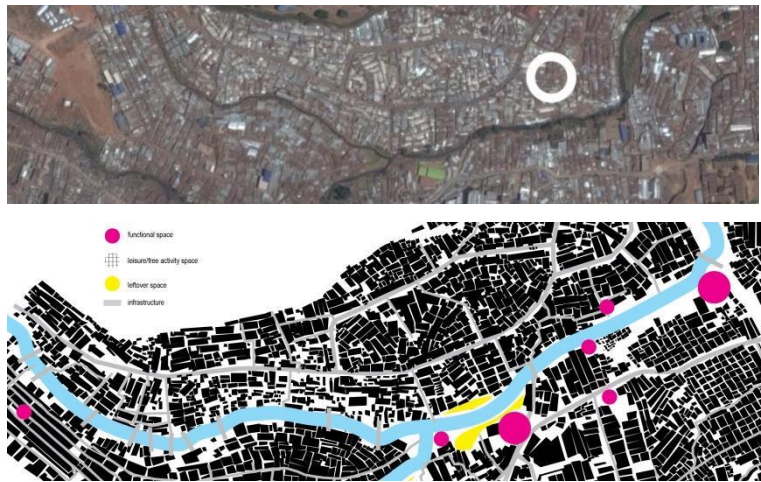 functional space
leisure/free activity space
leftover space
infrastructure